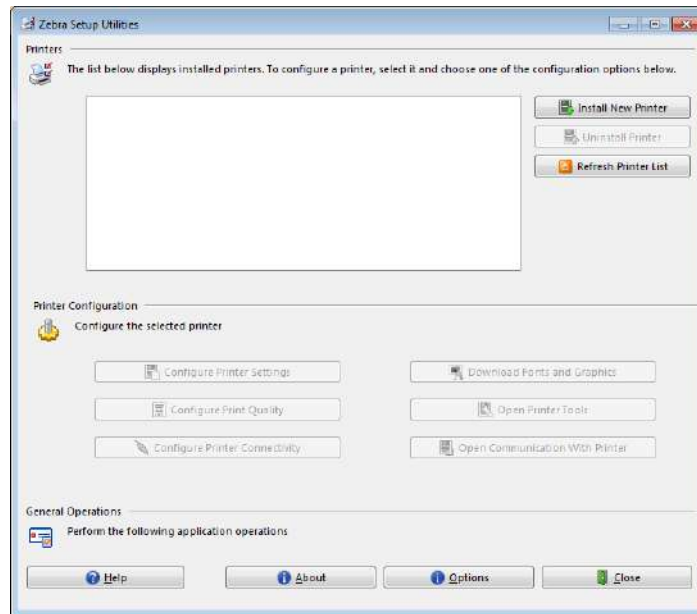 Zebra Setup Utilities
Printers
The list below displays installed printers. To configure a printer, select it and choose one of the configuration options below.
Install New Printer
Uninstall Printer
Refresh Printer List
Printer Configuration
Configure the selected printer
Configure Printer Settings
Download Fonts and Graphics
Configure Print Quality
Open Printer Tools
Configure Printer Connectivity
Open Communication With Printer
General Operations
Perform the following application operations
Help
About
Options
Close